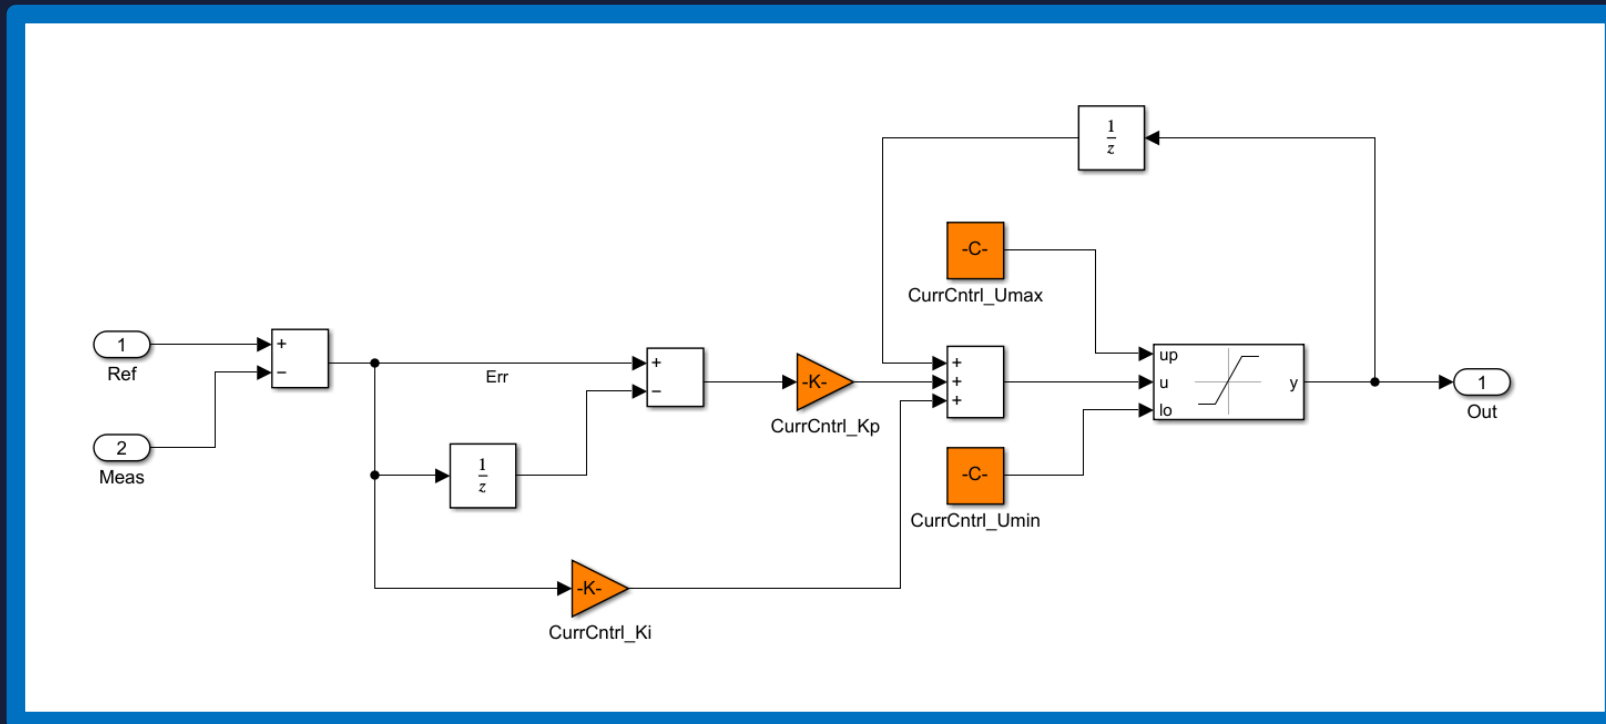 1
z
-C-
CurrCntrl_Umax
1
Ref
+
−
Err
+
−
-K-
CurrCntrl_Kp
+
+
+
up
u
lo
y
1
Out
2
Meas
1
z
-C-
CurrCntrl_Umin
-K-
CurrCntrl_Ki